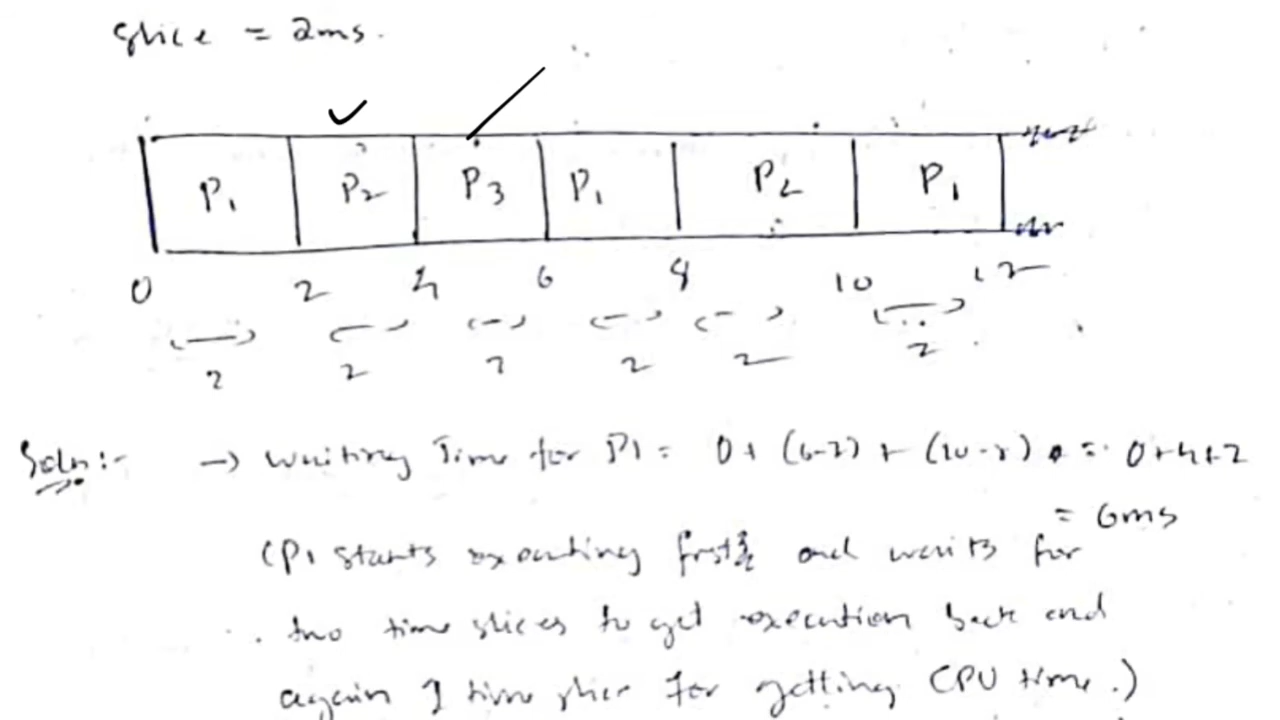 slice = 2ms.
P1 P2 P3 P1 P2 P1
0 2 4 6 8 10 12
2 2 2 2 2 2
Soln:- → Waiting Time for P1 = 0 + (6-2) + (10-8) = 0+4+2
= 6ms
(P1 starts executing first & and waits for
two time slices to get execution back and
again 1 time slice for getting CPU time.)